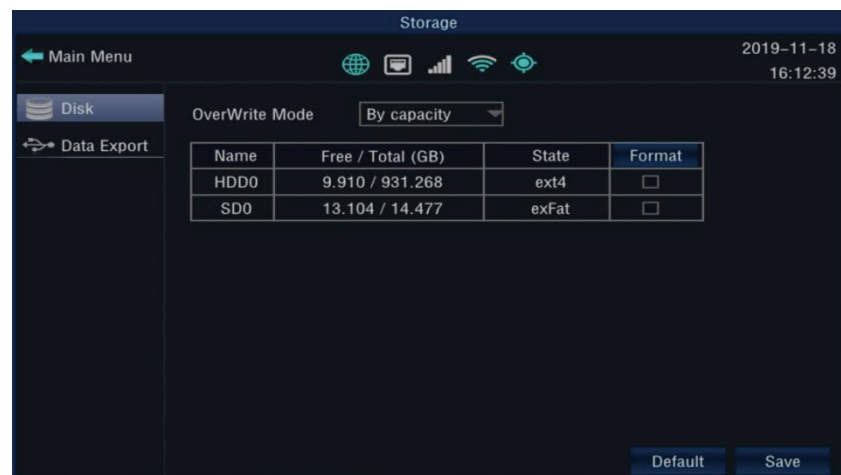 Storage
Main Menu
2019-11-18
16:12:39
Disk
Data Export
OverWrite Mode By capacity
Name Free / Total (GB) State Format
HDD0 9.910 / 931.268 ext4
SD0 13.104 / 14.477 exFat
Default Save